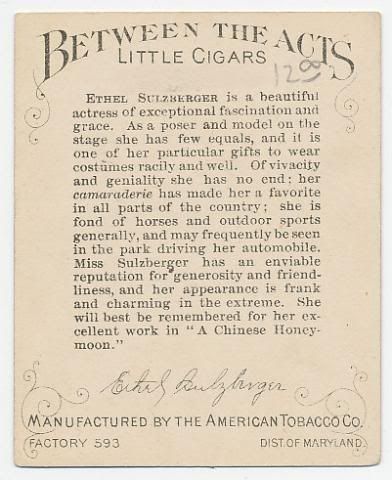 BETWEEN THE ACTS
LITTLE CIGARS
12.00
ETHEL SULZBERGER is a beautiful
actress of exceptional fascination and
grace. As a poser and model on the
stage she has few equals, and it is
one of her particular gifts to wear
costumes racily and well. Of vivacity
and geniality she has no end; her
camaraderie has made her a favorite
in all parts of the country; she is
fond of horses and outdoor sports
generally, and may frequently be seen
in the park driving her automobile.
Miss Sulzberger has an enviable
reputation for generosity and friend-
liness, and her appearance is frank
and charming in the extreme. She
will best be remembered for her ex-
cellent work in "A Chinese Honey-
moon."
Ethel Sulzberger
MANUFACTURED BY THE AMERICAN TOBACCO CO.
FACTORY 593 DIST. OF MARYLAND.